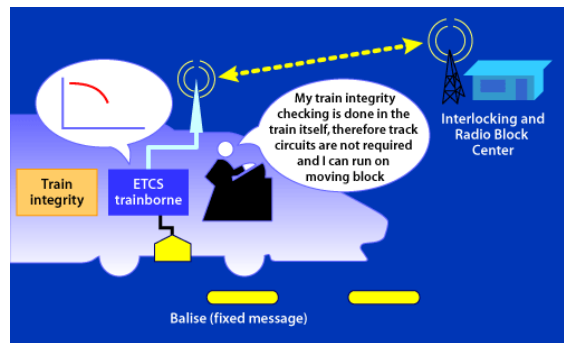 My train integrity
checking is done in the
train itself, therefore track
circuits are not required
and I can run on
moving block
Interlocking and
Radio Block
Center
Train
integrity
ETCS
trainborne
Balise (fixed message)